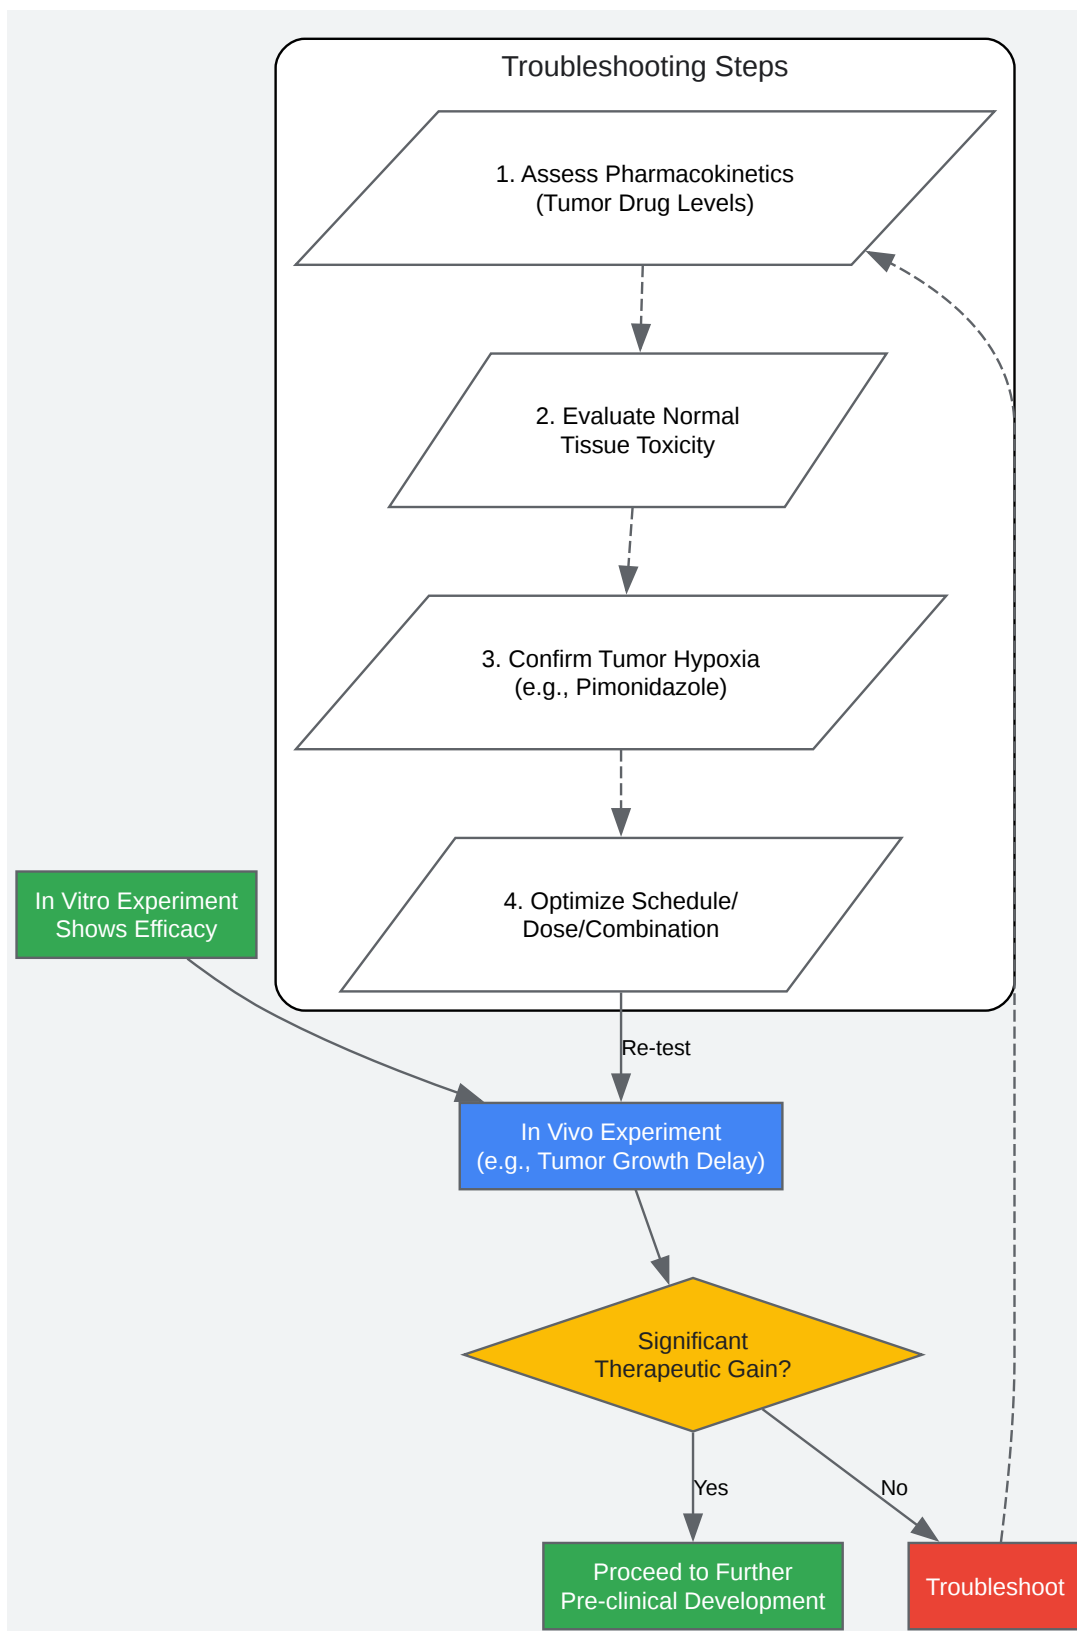 Troubleshooting Steps
1. Assess Pharmacokinetics
(Tumor Drug Levels)
2. Evaluate Normal
Tissue Toxicity
3. Confirm Tumor Hypoxia
(e.g., Pimonidazole)
4. Optimize Schedule/
Dose/Combination
In Vitro Experiment
Shows Efficacy
Re-test
In Vivo Experiment
(e.g., Tumor Growth Delay)
Significant
Therapeutic Gain?
Yes
No
Proceed to Further
Pre-clinical Development
Troubleshoot